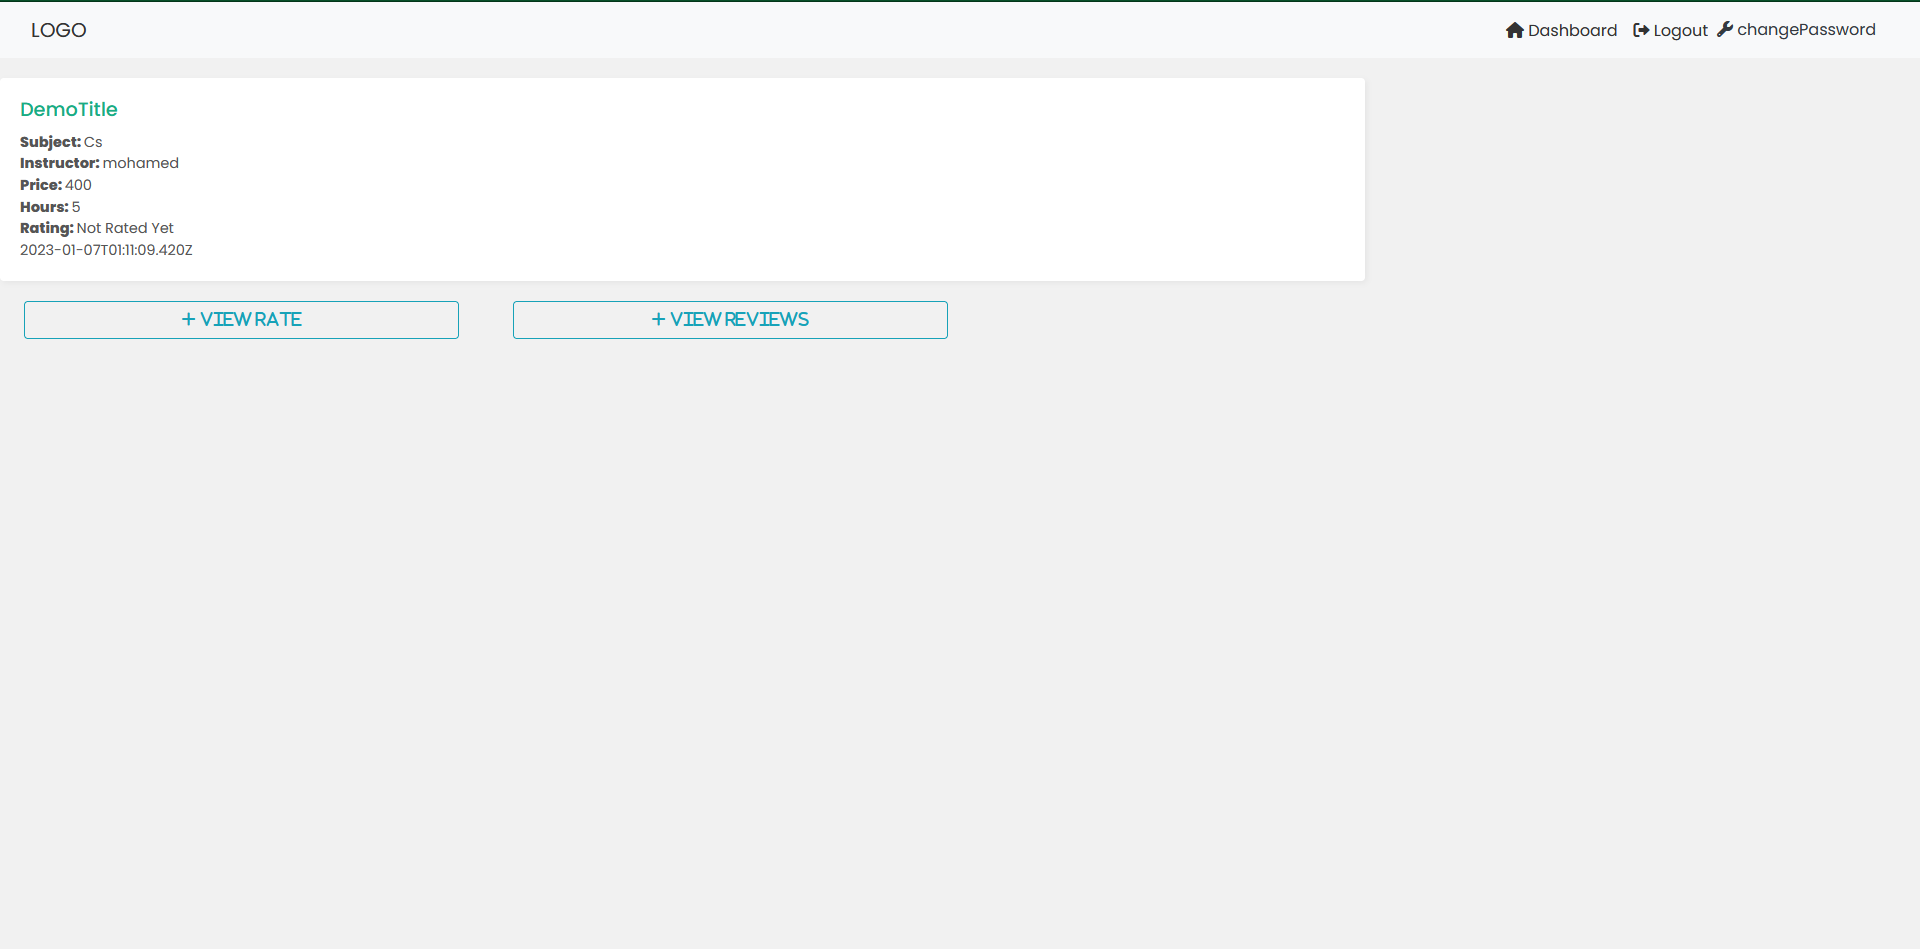 LOGO
Dashboard Logout changePassword
DemoTitle
Subject: Cs
Instructor: mohamed
Price: 400
Hours: 5
Rating: Not Rated Yet
2023-01-07T01:11:09.420Z
+ VIEW RATE
+ VIEW REVIEWS